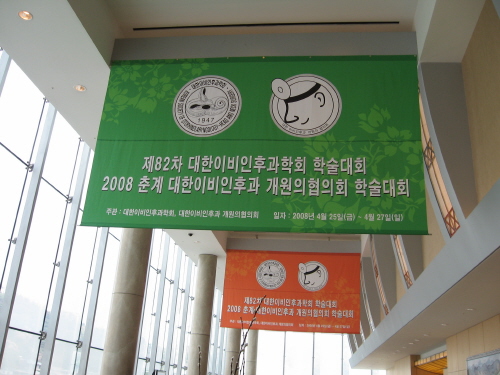 1947
제82차 대한이비인후과학회 학술대회
2008 춘계 대한이비인후과 개원의협의회 학술대회
주관 : 대한이비인후과학회, 대한이비인후과 개원의협의회 일자 : 2008년 4월 25일(금) - 4월 27일(일)
제82차 대한이비인후과학회 학술대회
2008 춘계 대한이비인후과 개원의협의회 학술대회